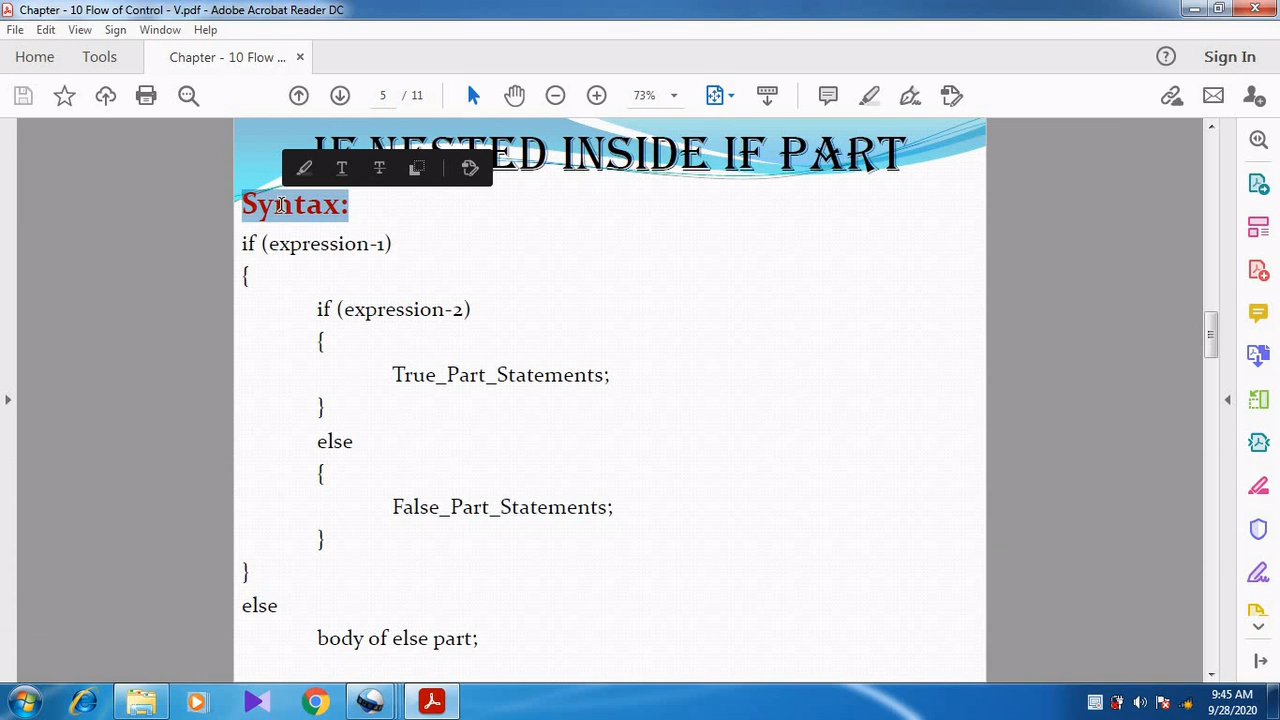 Chapter - 10 Flow of Control - V.pdf - Adobe Acrobat Reader DC
File Edit View Sign Window Help
Home Tools Chapter - 10 Flow ... × Sign In
5 / 11 73%
IF NESTED INSIDE IF PART
Syntax:
if (expression-1)
{
if (expression-2)
{
True_Part_Statements;
}
else
{
False_Part_Statements;
}
}
else
body of else part;
9:45 AM
9/28/2020